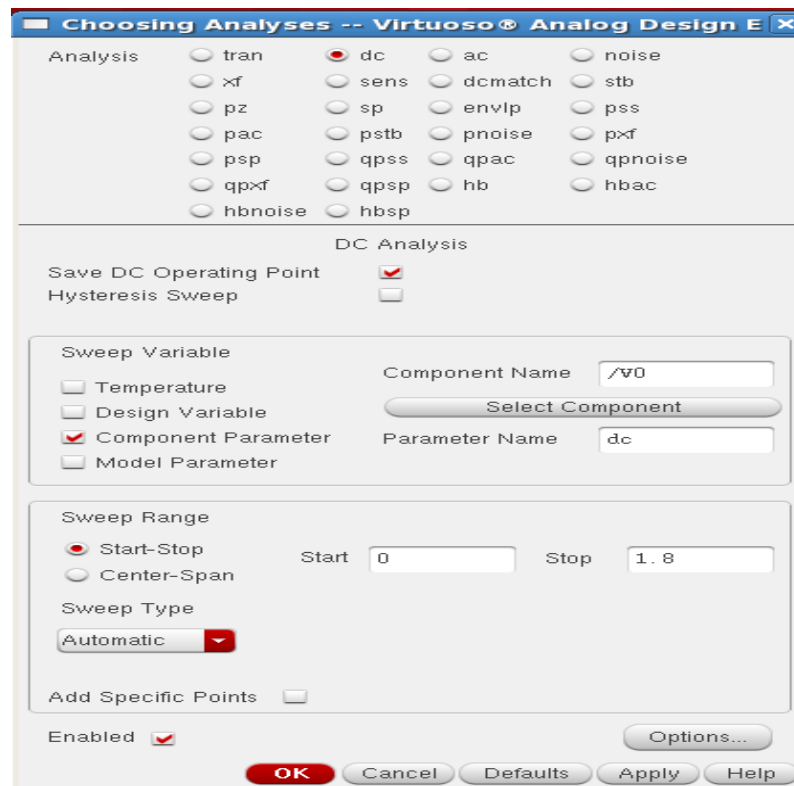 Choosing Analyses -- Virtuoso® Analog Design E
Analysis tran dc ac noise
xf sens dcmatch stb
pz sp envlp pss
pac pstb pnoise pxf
psp qpss qpac qpnoise
qpxf qpsp hb hbac
hbnoise hbsp
DC Analysis
Save DC Operating Point
Hysteresis Sweep
Sweep Variable
Temperature
Design Variable
Component Parameter
Model Parameter
Component Name /V0
Select Component
Parameter Name dc
Sweep Range
Start-Stop
Center-Span
Start 0 Stop 1.8
Sweep Type
Automatic
Add Specific Points
Enabled
Options...
OK Cancel Defaults Apply Help